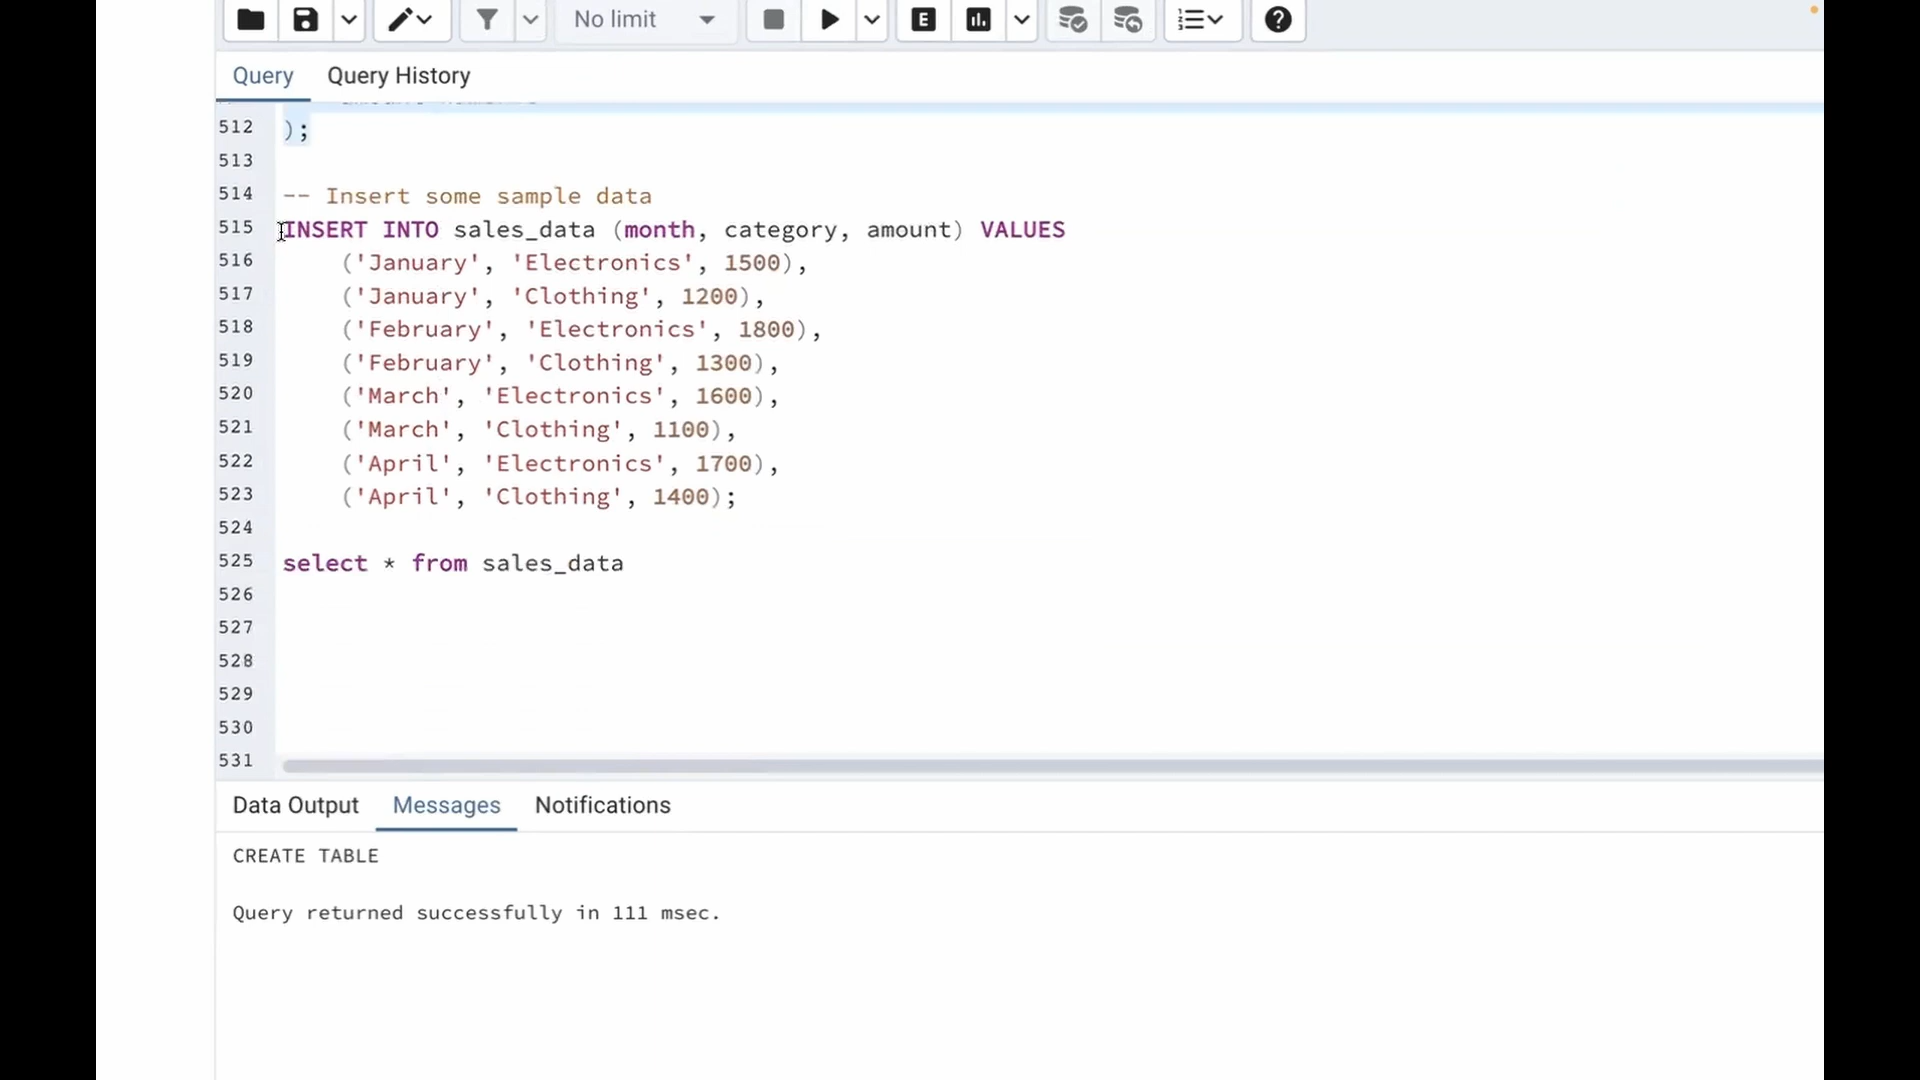 No limit
E
Query Query History
512 );
513
514 -- Insert some sample data
515 INSERT INTO sales_data (month, category, amount) VALUES
516 ('January', 'Electronics', 1500),
517 ('January', 'Clothing', 1200),
518 ('February', 'Electronics', 1800),
519 ('February', 'Clothing', 1300),
520 ('March', 'Electronics', 1600),
521 ('March', 'Clothing', 1100),
522 ('April', 'Electronics', 1700),
523 ('April', 'Clothing', 1400);
524
525 select * from sales_data
526
527
528
529
530
531
Data Output Messages Notifications
CREATE TABLE
Query returned successfully in 111 msec.